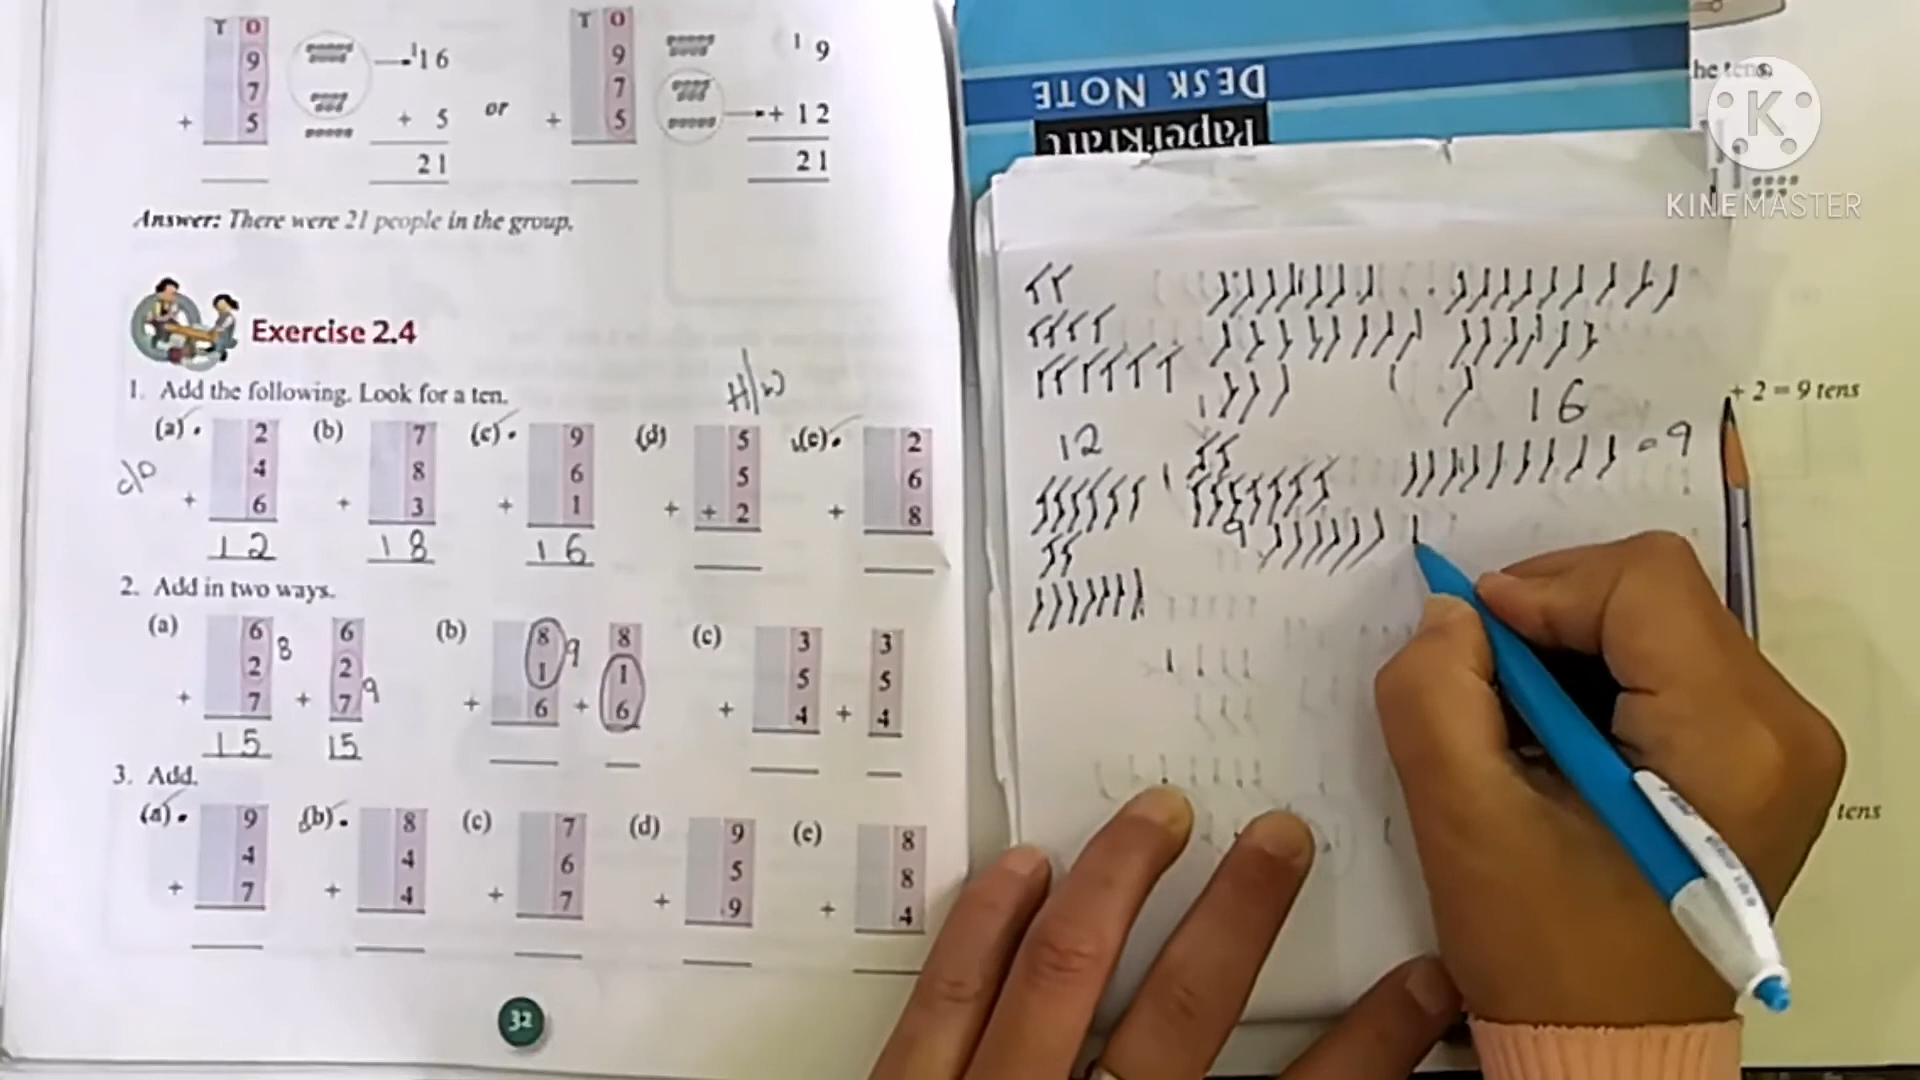 T O T O
9 16 9 1 9
7 7
+ 5 + 5 or + 5 + 12
21 21
Answer: There were 21 people in the group.
Exercise 2.4
1. Add the following. Look for a ten.
H/W
(a) 2 (b) 7 (c) 9 (d) 5 (e) 2
4 8 6 5 6
+ 6 + 3 + 1 + + 2 + 8
12 18 16
2. Add in two ways.
(a) 6 8 6 (b) 8 9 8 (c) 3 3
2 2 1 1 5 5
+ 7 + 7 9 + 6 + 6 + 4 + 4
15 15
3. Add.
(a) 9 (b) 8 (c) 7 (d) 9 (e) 8
4 4 6 5 8
+ 7 + 4 + 7 + 9 + 4
32
DESK NOTE
Paperkraft
he tens.
K
KINEMASTER
16
12
= 9
9
+ 2 = 9 tens
tens